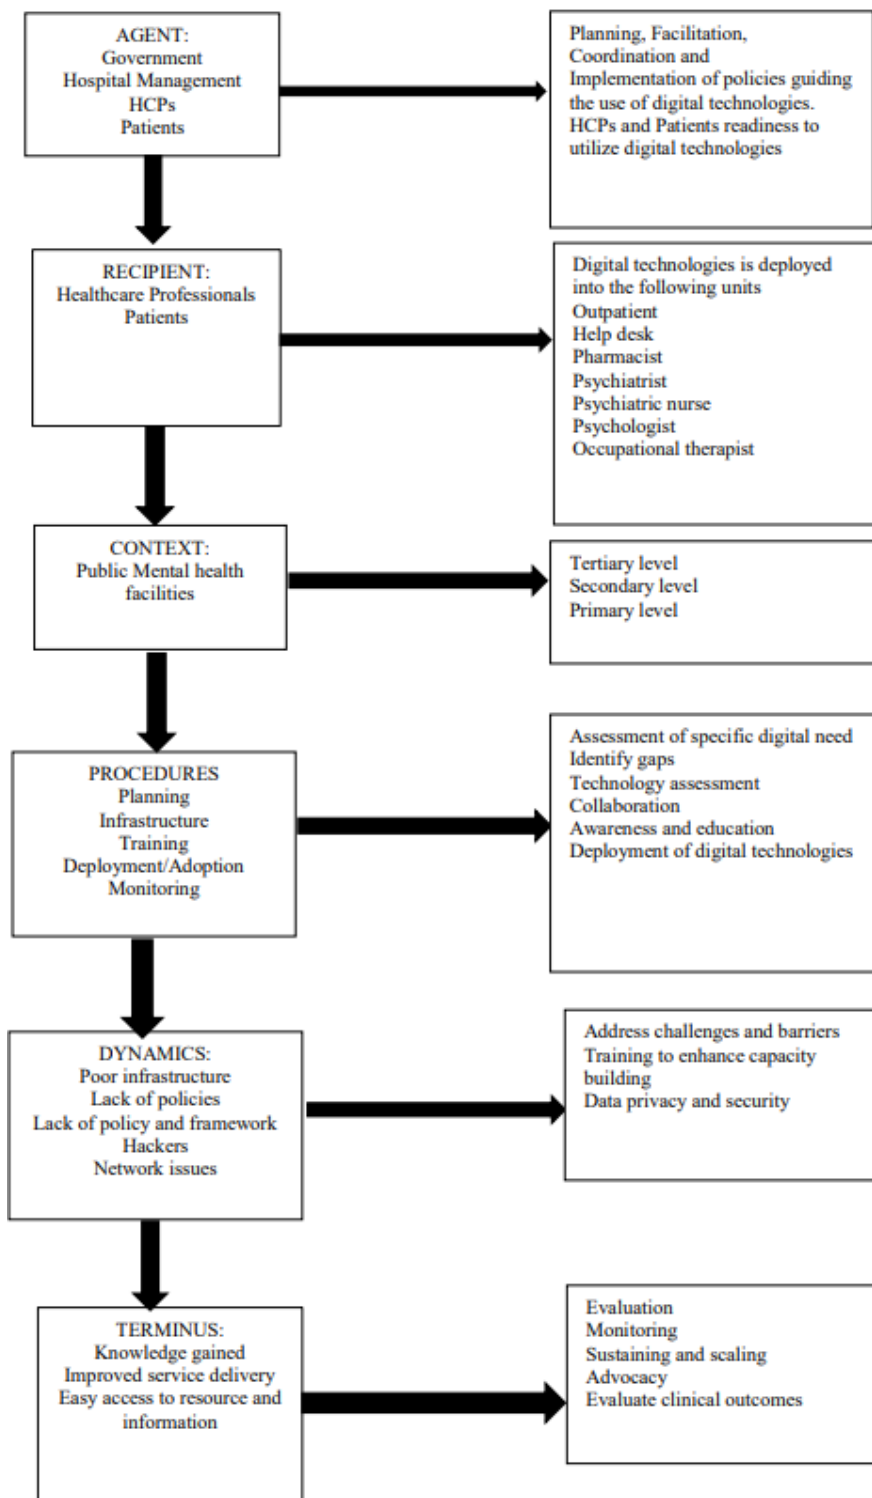 AGENT:
Government
Hospital Management
HCPs
Patients
Planning, Facilitation,
Coordination and
Implementation of policies guiding
the use of digital technologies.
HCPs and Patients readiness to
utilize digital technologies
RECIPIENT:
Healthcare Professionals
Patients
Digital technologies is deployed
into the following units
Outpatient
Help desk
Pharmacist
Psychiatrist
Psychiatric nurse
Psychologist
Occupational therapist
CONTEXT:
Public Mental health
facilities
Tertiary level
Secondary level
Primary level
PROCEDURES
Planning
Infrastructure
Training
Deployment/Adoption
Monitoring
Assessment of specific digital need
Identify gaps
Technology assessment
Collaboration
Awareness and education
Deployment of digital technologies
DYNAMICS:
Poor infrastructure
Lack of policies
Lack of policy and framework
Hackers
Network issues
Address challenges and barriers
Training to enhance capacity
building
Data privacy and security
TERMINUS:
Knowledge gained
Improved service delivery
Easy access to resource and
information
Evaluation
Monitoring
Sustaining and scaling
Advocacy
Evaluate clinical outcomes